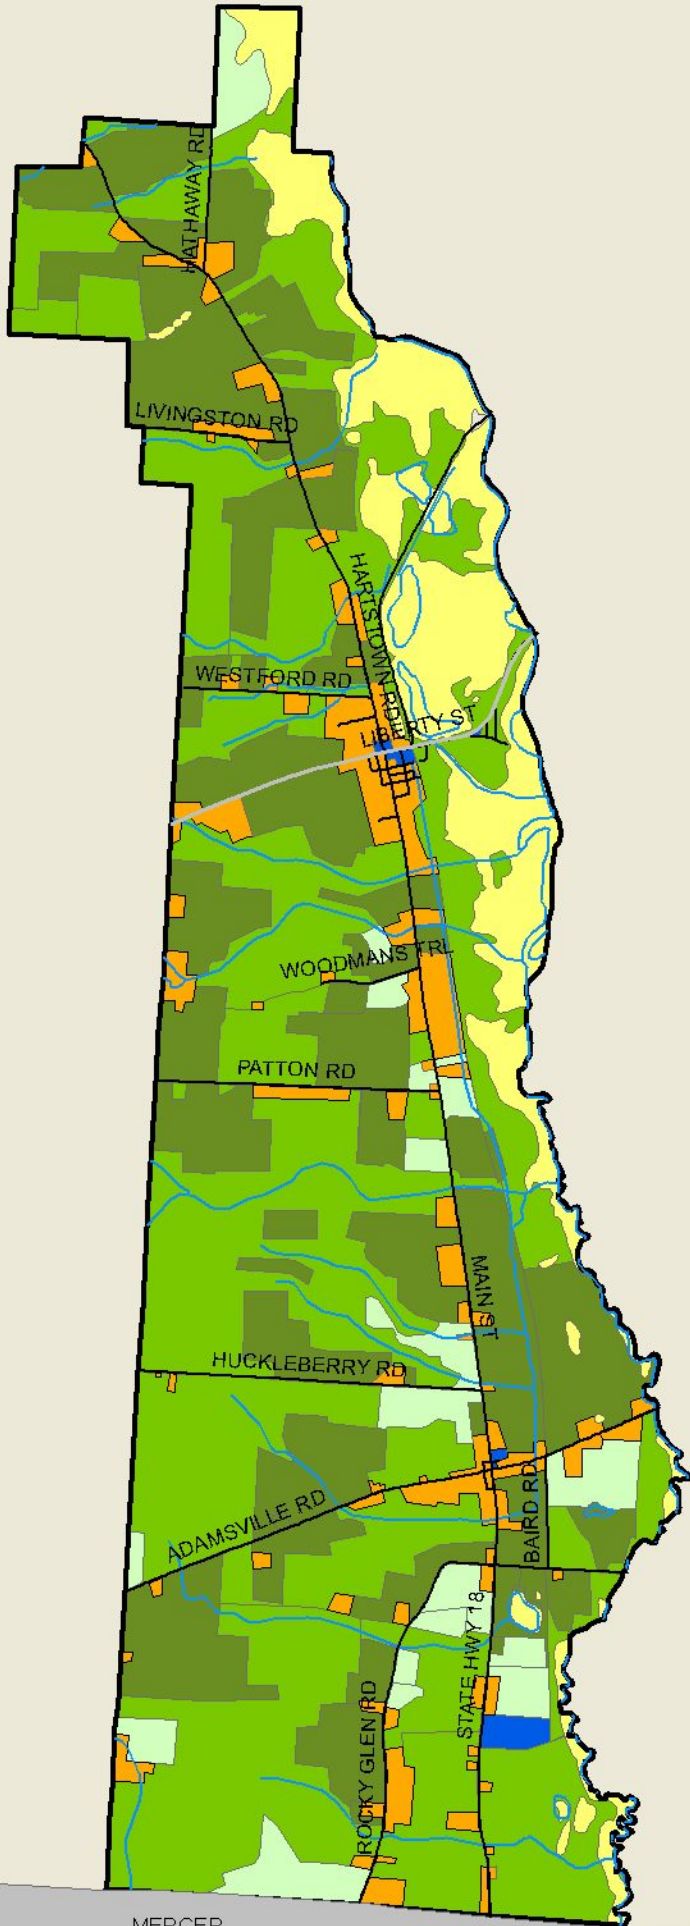 HATHAWAY RD
LIVINGSTON RD
HARTSTOWN RD
WESTFORD RD
LIBERTY ST
WOODMANS TRL
PATTON RD
MAIN ST
HUCKLEBERRY RD
ADAMSVILLE RD
BAIRD RD
STATE HWY 18
ROCKY GLEN RD
MERCER